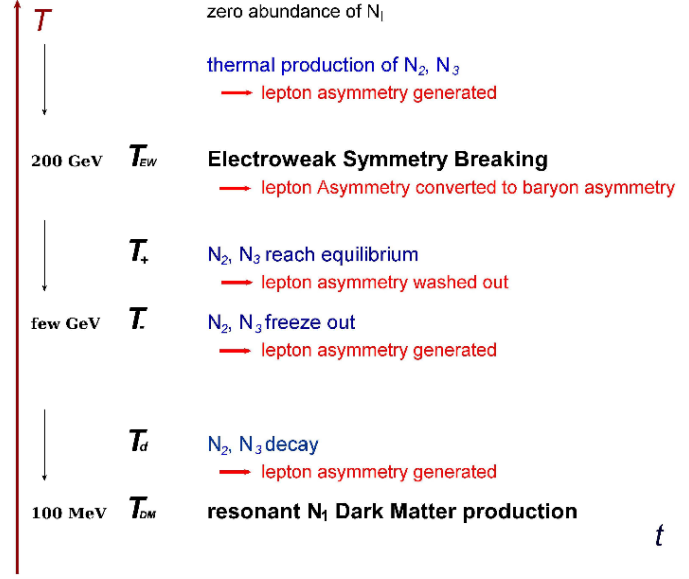 T zero abundance of N_I
thermal production of N_2, N_3
lepton asymmetry generated
200 GeV T_EW Electroweak Symmetry Breaking
lepton Asymmetry converted to baryon asymmetry
T_+ N_2, N_3 reach equilibrium
lepton asymmetry washed out
few GeV T_- N_2, N_3 freeze out
lepton asymmetry generated
T_d N_2, N_3 decay
lepton asymmetry generated
100 MeV T_DM resonant N_1 Dark Matter production
t